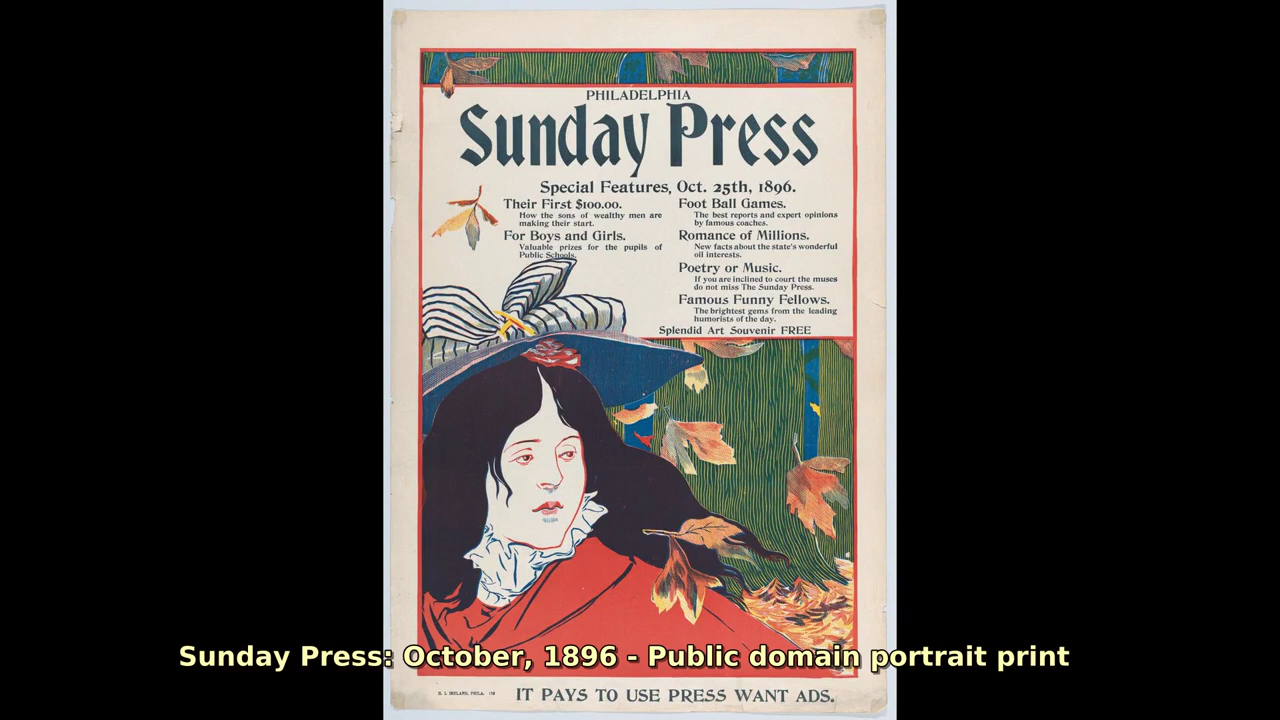 PHILADELPHIA
Sunday Press
Special Features, Oct. 25th, 1896.
Their First $100.00.
How the sons of wealthy men are
making their start.
For Boys and Girls.
Valuable prizes for the pupils of
Public Schools.
Foot Ball Games.
The best reports and expert opinions
by famous coaches.
Romance of Millions.
New facts about the state's wonderful
oil interests.
Poetry or Music.
If you are inclined to court the muses
do not miss The Sunday Press.
Famous Funny Fellows.
The brightest gems from the leading
humorists of the day.
Splendid Art Souvenir FREE
Sunday Press: October, 1896 - Public domain portrait print
IT PAYS TO USE PRESS WANT ADS.